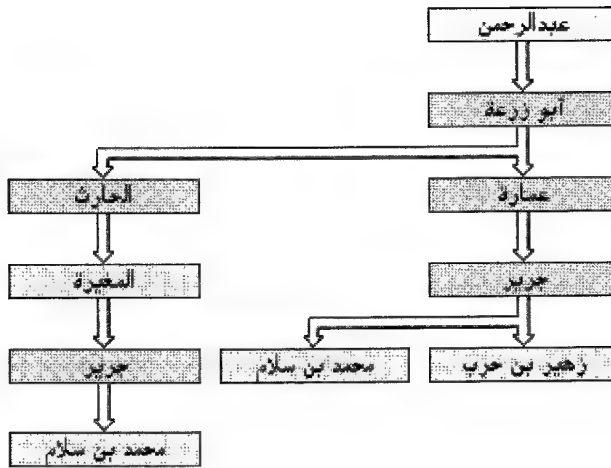 عبدالرحمن
أبو زرعة
عمارة
الحارث
جرير
المغيرة
زهير بن حرب
محمد بن سلام
جرير
محمد بن سلام